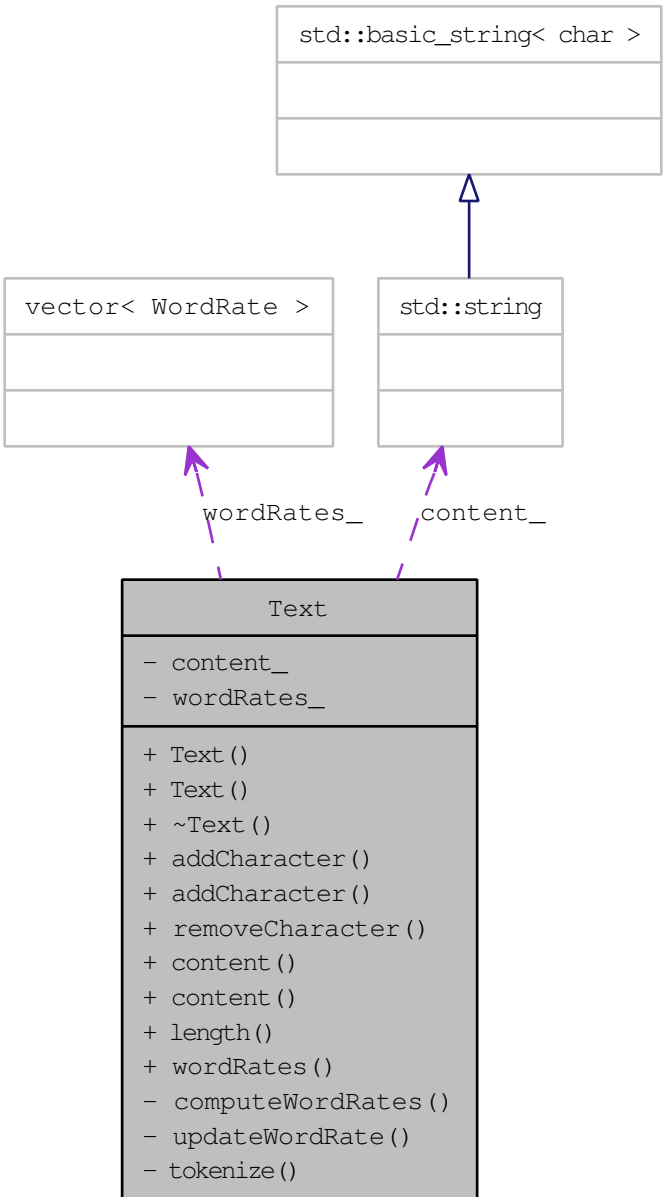 std::basic_string< char >
vector< WordRate >
std::string
wordRates_
content_
Text
- content_
- wordRates_
+ Text()
+ Text()
+ ~Text()
+ addCharacter()
+ addCharacter()
+ removeCharacter()
+ content()
+ content()
+ length()
+ wordRates()
- computeWordRates()
- updateWordRate()
- tokenize()